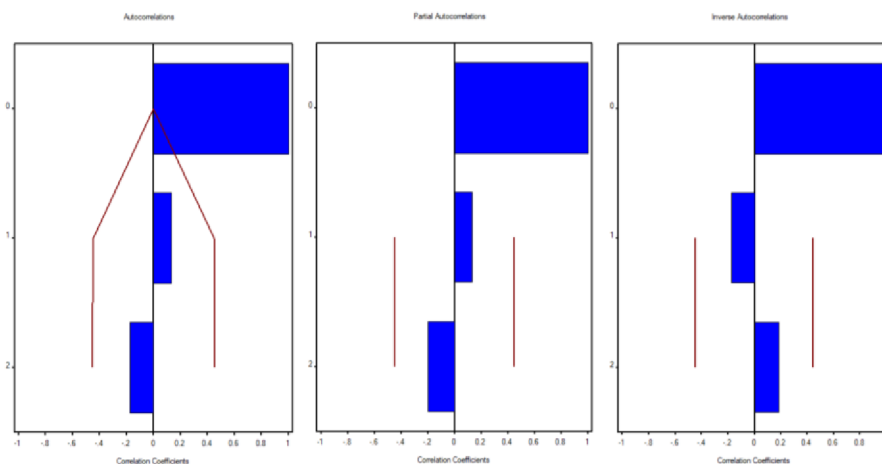 Autocorrelations
Partial Autocorrelations
Inverse Autocorrelations
0
1
2
0
1
2
0
1
2
-1 -.8 -.6 -.4 -.2 0 0.2 0.4 0.6 0.8 1
-1 -.8 -.6 -.4 -.2 0 0.2 0.4 0.6 0.8 1
-1 -.8 -.6 -.4 -.2 0 0.2 0.4 0.6 0.8
Correlation Coefficients
Correlation Coefficients
Correlation Coefficients